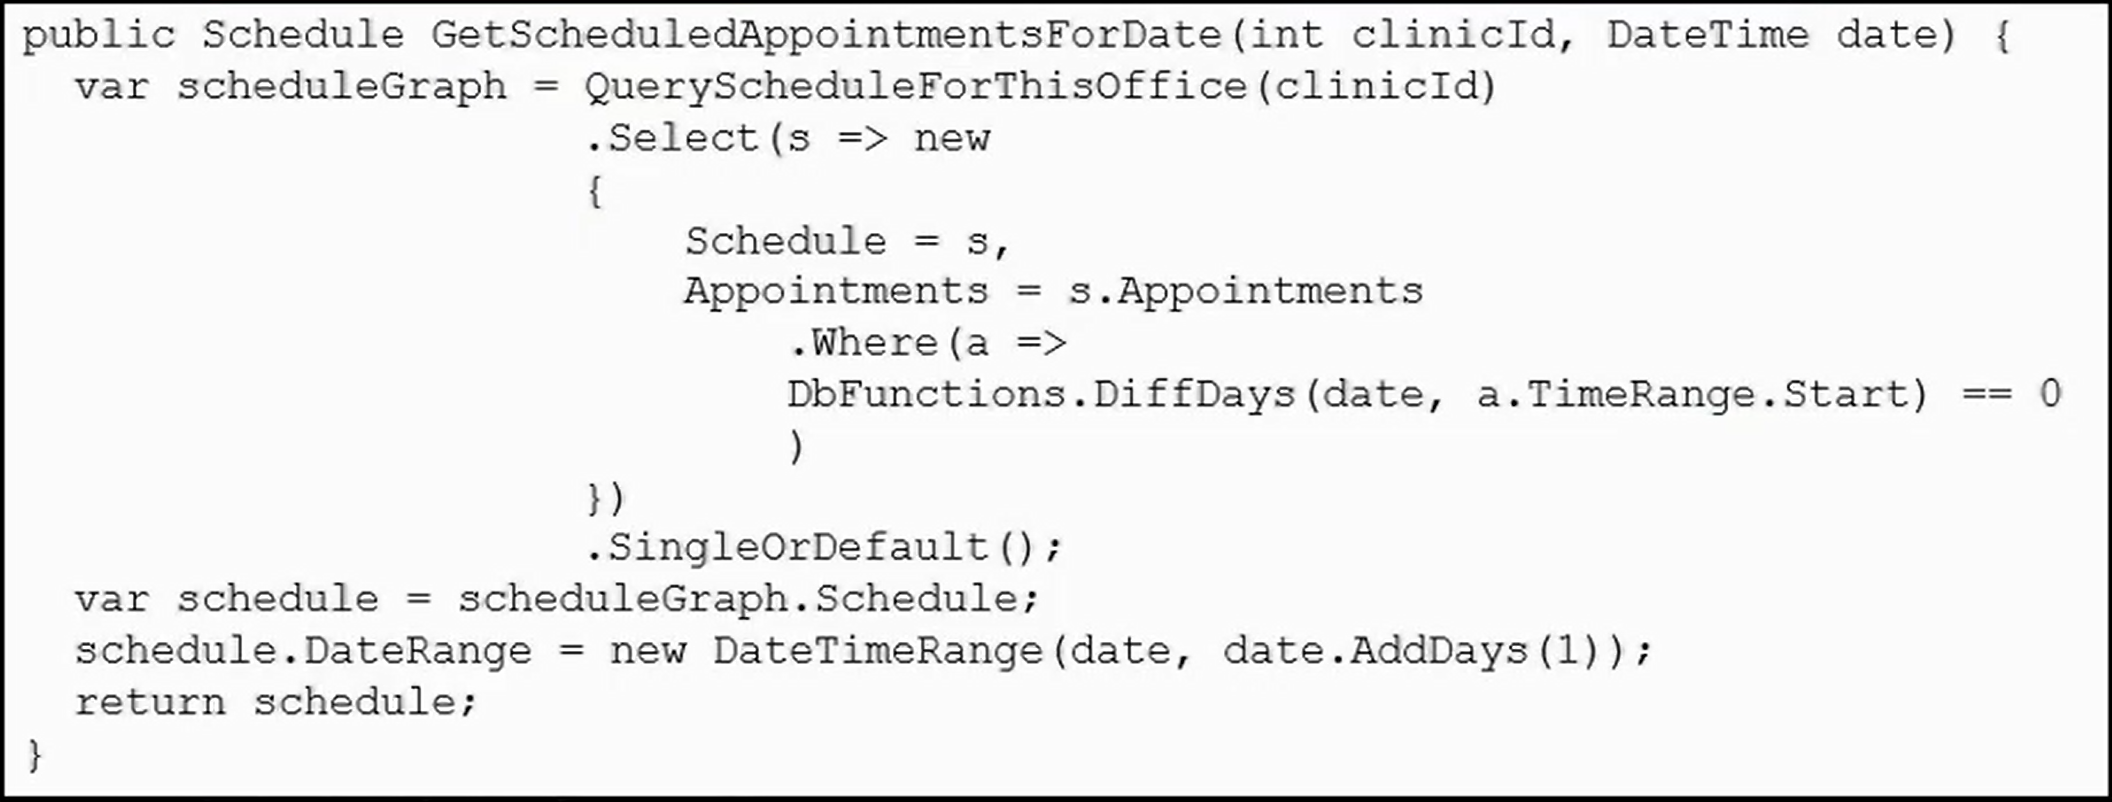 public Schedule GetScheduledAppointmentsForDate(int clinicId, DateTime date) {
var scheduleGraph = QueryScheduleForThisOffice(clinicId)
.Select(s => new
{
Schedule = s,
Appointments = s.Appointments
.Where(a =>
DbFunctions.DiffDays(date, a.TimeRange.Start) == 0
)
})
.SingleOrDefault();
var schedule = scheduleGraph.Schedule;
schedule.DateRange = new DateTimeRange(date, date.AddDays(1));
return schedule;
}